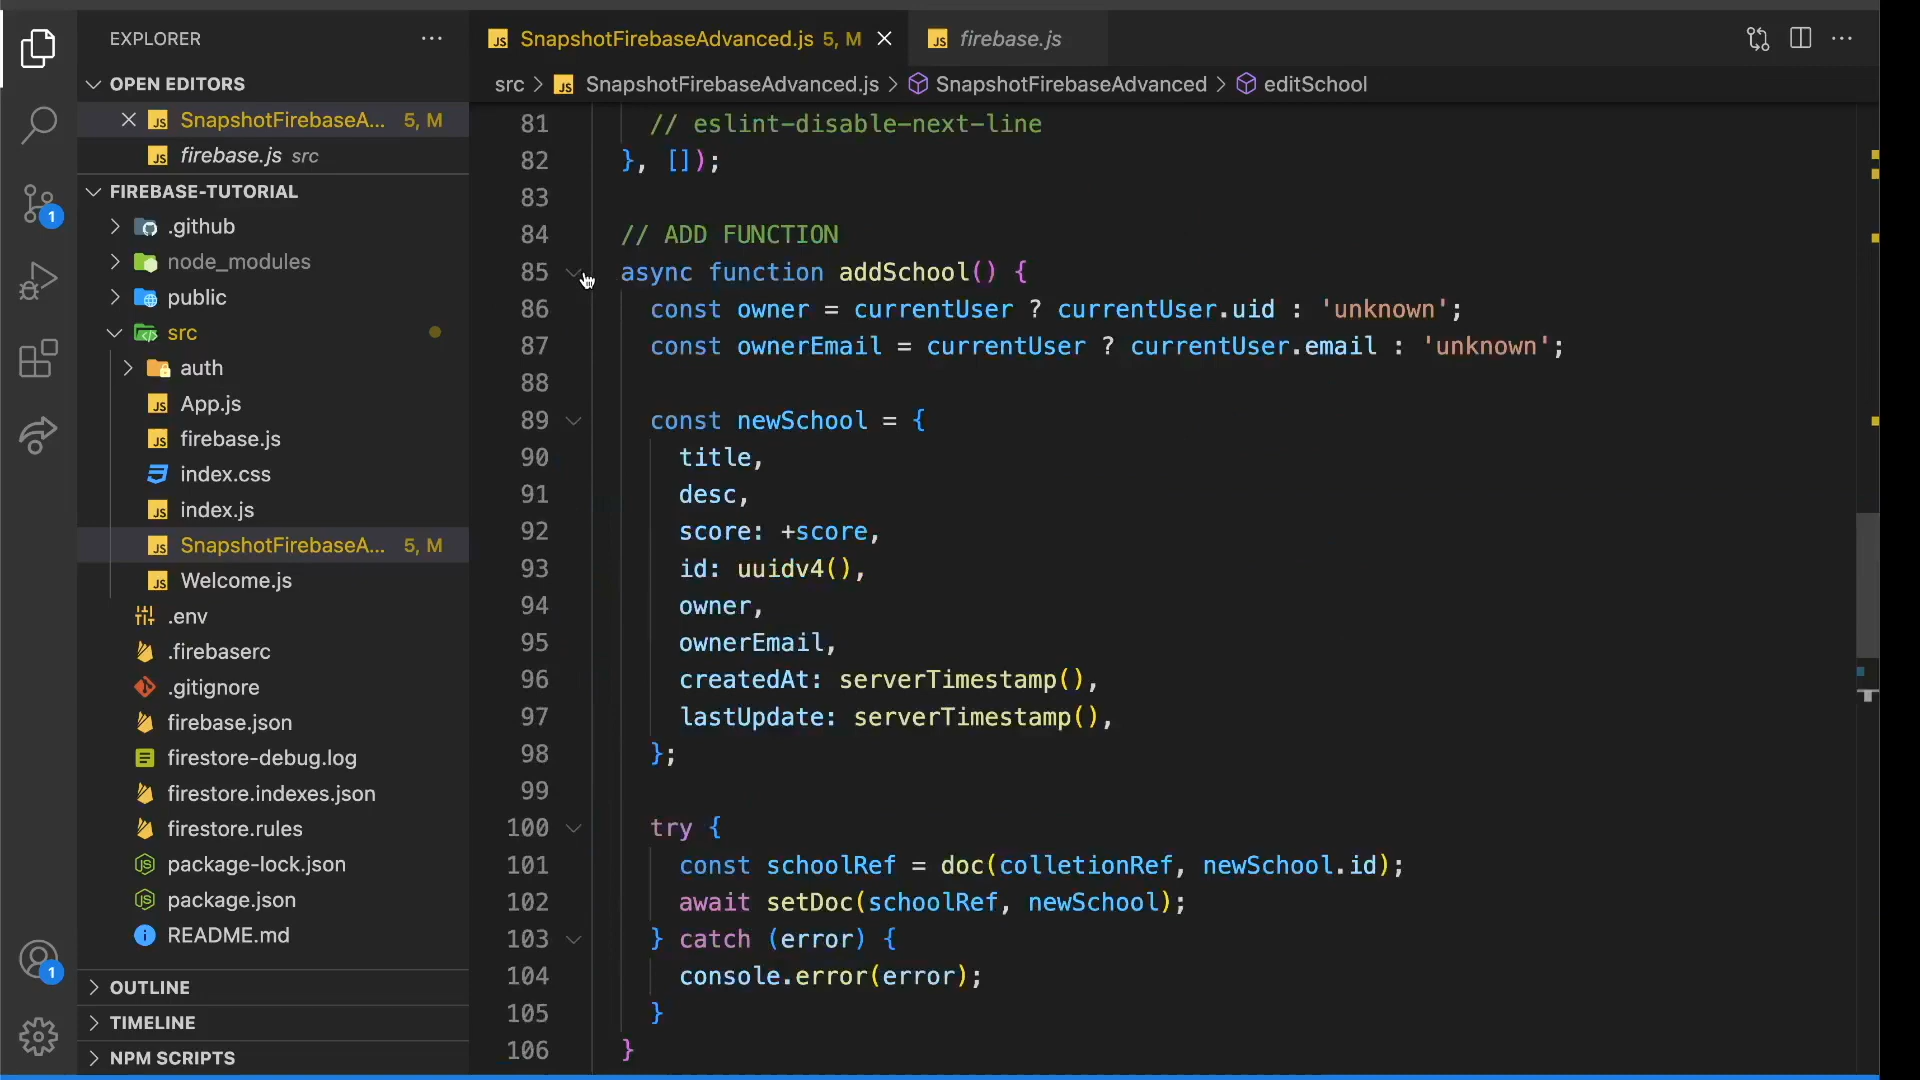 EXPLORER
OPEN EDITORS
SnapshotFirebaseA... 5, M
firebase.js src
FIREBASE-TUTORIAL
.github
node_modules
public
src
auth
App.js
firebase.js
index.css
index.js
SnapshotFirebaseA... 5, M
Welcome.js
.env
.firebaserc
.gitignore
firebase.json
firestore-debug.log
firestore.indexes.json
firestore.rules
package-lock.json
package.json
README.md
OUTLINE
TIMELINE
NPM SCRIPTS
1
1
SnapshotFirebaseAdvanced.js 5, M
firebase.js
src > SnapshotFirebaseAdvanced.js > SnapshotFirebaseAdvanced > editSchool
81 // eslint-disable-next-line
82 }, []);
83
84 // ADD FUNCTION
85 async function addSchool() {
86 const owner = currentUser ? currentUser.uid : 'unknown';
87 const ownerEmail = currentUser ? currentUser.email : 'unknown';
88
89 const newSchool = {
90 title,
91 desc,
92 score: +score,
93 id: uuidv4(),
94 owner,
95 ownerEmail,
96 createdAt: serverTimestamp(),
97 lastUpdate: serverTimestamp(),
98 };
99
100 try {
101 const schoolRef = doc(colletionRef, newSchool.id);
102 await setDoc(schoolRef, newSchool);
103 } catch (error) {
104 console.error(error);
105 }
106 }